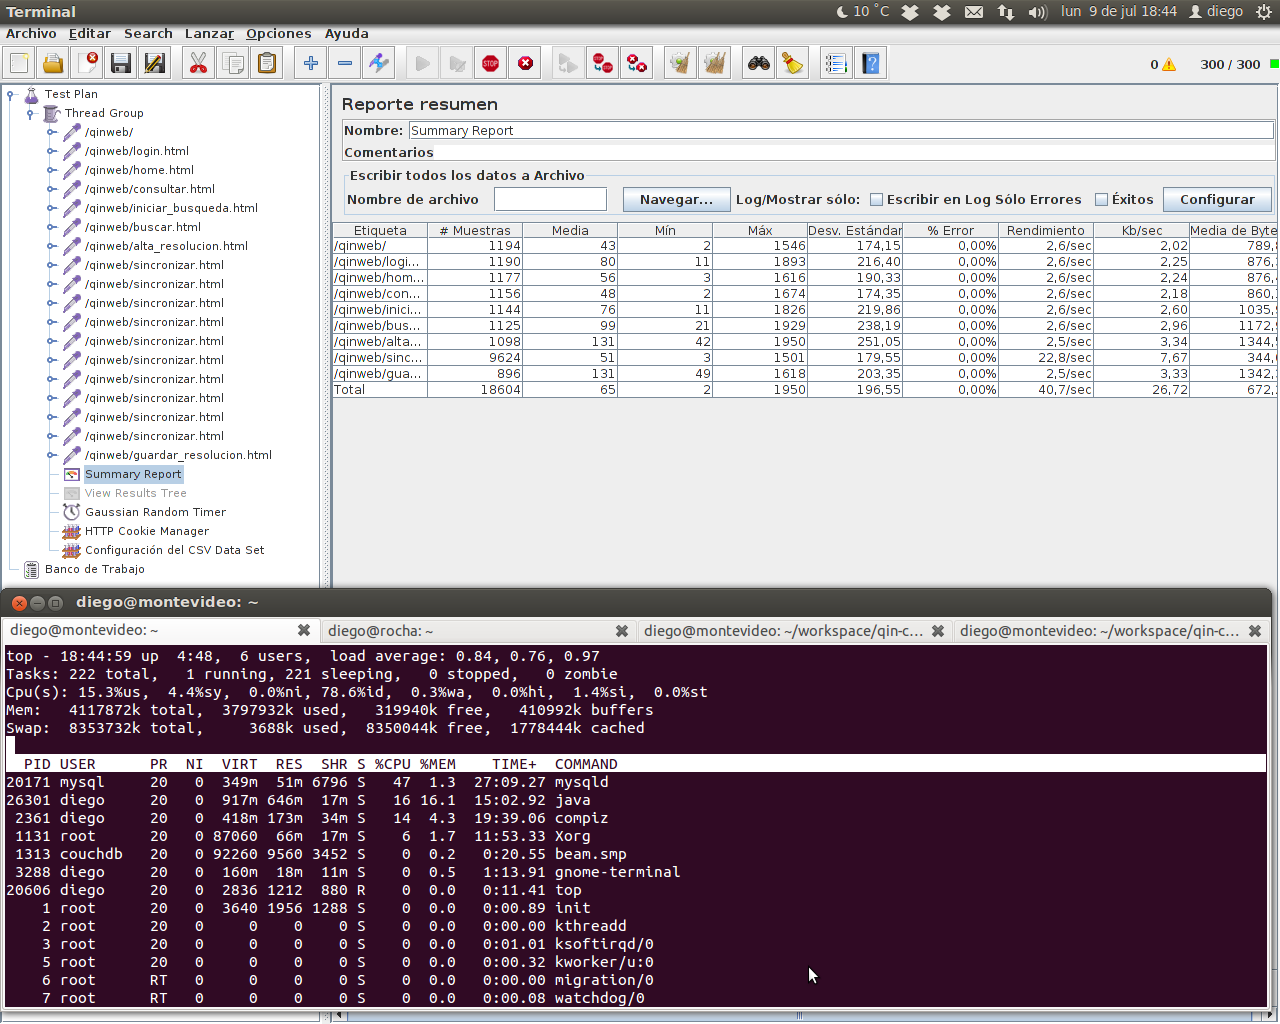 Terminal
10 °C
lun 9 de jul 18:44
diego
Archivo Editar Search Lanzar Opciones Ayuda
0
300 / 300
Test Plan
Thread Group
/qinweb/
/qinweb/login.html
/qinweb/home.html
/qinweb/consultar.html
/qinweb/iniciar_busqueda.html
/qinweb/buscar.html
/qinweb/alta_resolucion.html
/qinweb/sincronizar.html
/qinweb/sincronizar.html
/qinweb/sincronizar.html
/qinweb/sincronizar.html
/qinweb/sincronizar.html
/qinweb/sincronizar.html
/qinweb/sincronizar.html
/qinweb/sincronizar.html
/qinweb/sincronizar.html
/qinweb/sincronizar.html
/qinweb/guardar_resolucion.html
Summary Report
View Results Tree
Gaussian Random Timer
HTTP Cookie Manager
Configuración del CSV Data Set
Banco de Trabajo
Reporte resumen
Nombre: Summary Report
Comentarios
Escribir todos los datos a Archivo
Nombre de archivo Navegar... Log/Mostrar sólo: Escribir en Log Sólo Errores Éxitos Configurar
Etiqueta # Muestras Media Mín Máx Desv. Estándar % Error Rendimiento Kb/sec Media de Byte
/qinweb/ 1194 43 2 1546 174,15 0,00% 2,6/sec 2,02 789,
/qinweb/logi... 1190 80 11 1893 216,40 0,00% 2,6/sec 2,25 876,
/qinweb/hom... 1177 56 3 1616 190,33 0,00% 2,6/sec 2,24 876,
/qinweb/con... 1156 48 2 1674 174,35 0,00% 2,6/sec 2,18 860,
/qinweb/inici... 1144 76 11 1826 219,86 0,00% 2,6/sec 2,60 1035,
/qinweb/bus... 1125 99 21 1929 238,19 0,00% 2,6/sec 2,96 1172,
/qinweb/alta... 1098 131 42 1950 251,05 0,00% 2,5/sec 3,34 1344,
/qinweb/sinc... 9624 51 3 1501 179,55 0,00% 22,8/sec 7,67 344,
/qinweb/gua... 896 131 49 1618 203,35 0,00% 2,5/sec 3,33 1342,
Total 18604 65 2 1950 196,55 0,00% 40,7/sec 26,72 672,
diego@montevideo: ~
diego@montevideo: ~ diego@rocha: ~ diego@montevideo: ~/workspace/qin-c... diego@montevideo: ~/workspace/qin-c...
top - 18:44:59 up  4:48,  6 users,  load average: 0.84, 0.76, 0.97
Tasks: 222 total,   1 running, 221 sleeping,   0 stopped,   0 zombie
Cpu(s): 15.3%us,  4.4%sy,  0.0%ni, 78.6%id,  0.3%wa,  0.0%hi,  1.4%si,  0.0%st
Mem:   4117872k total,  3797932k used,   319940k free,   410992k buffers
Swap:  8353732k total,     3688k used,  8350044k free,  1778444k cached
PID USER PR NI VIRT RES SHR S %CPU %MEM TIME+ COMMAND
20171 mysql 20 0 349m 51m 6796 S 47 1.3 27:09.27 mysqld
26301 diego 20 0 917m 646m 17m S 16 16.1 15:02.92 java
2361 diego 20 0 418m 173m 34m S 14 4.3 19:39.06 compiz
1131 root 20 0 87060 66m 17m S 6 1.7 11:53.33 Xorg
1313 couchdb 20 0 92260 9560 3452 S 0 0.2 0:20.55 beam.smp
3288 diego 20 0 160m 18m 11m S 0 0.5 1:13.91 gnome-terminal
20606 diego 20 0 2836 1212 880 R 0 0.0 0:11.41 top
1 root 20 0 3640 1956 1288 S 0 0.0 0:00.89 init
2 root 20 0 0 0 0 S 0 0.0 0:00.00 kthreadd
3 root 20 0 0 0 0 S 0 0.0 0:01.01 ksoftirqd/0
5 root 20 0 0 0 0 S 0 0.0 0:00.32 kworker/u:0
6 root RT 0 0 0 0 S 0 0.0 0:00.00 migration/0
7 root RT 0 0 0 0 S 0 0.0 0:00.08 watchdog/0